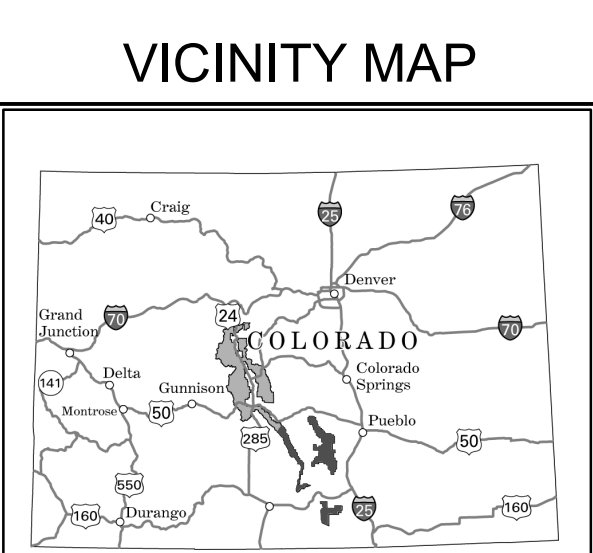 VICINITY MAP
40
Craig
25
76
Denver
Grand
Junction
70
24
COLORADO
70
141
Delta
Gunnison
Colorado
Springs
Montrose
50
285
Pueblo
50
550
160
Durango
25
160